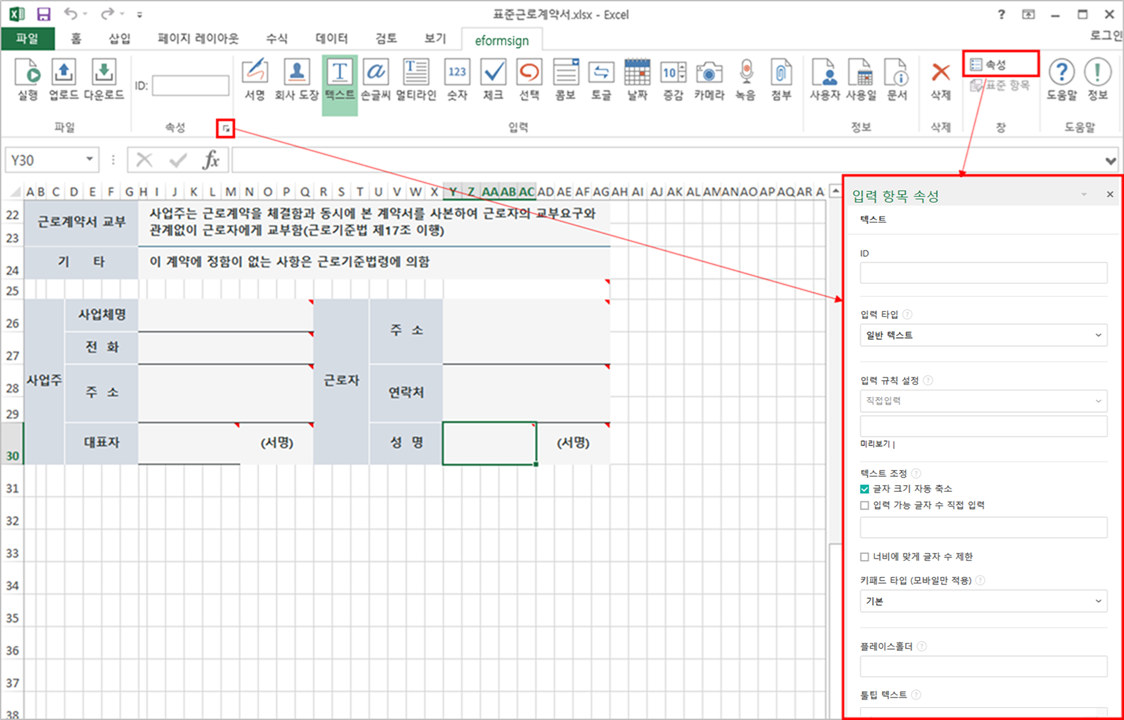 표준근로계약서.xlsx - Excel
로그인
파일 홈 삽입 페이지 레이아웃 수식 데이터 검토 보기 eformsign
실행 업로드 다운로드 ID: 서명 회사 도장 텍스트 손글씨 멀티라인 숫자 체크 선택 콤보 토글 날짜 증감 카메라 녹음 첨부 사용자 사용일 문서 삭제 속성 표준 항목 도움말 정보
파일 속성 입력 정보 삭제 창 도움말
Y30 fx
A B C D E F G H I J K L M N O P Q R S T U V W X Y Z AA AB AC AD AE AF AG AH AI AJ AK AL AM AN AO AP AQ AR A
22 근로계약서 교부 사업주는 근로계약을 체결함과 동시에 본 계약서를 사본하여 근로자의 교부요구와
23 관계없이 근로자에게 교부함(근로기준법 제17조 이행)
24 기 타 이 계약에 정함이 없는 사항은 근로기준법령에 의함
25
26 사업체명 주 소
27 전 화
사업주 근로자
28 주 소 연락처
29
30 대표자 (서명) 성 명 (서명)
31
32
33
34
35
36
37
38
입력 항목 속성
텍스트
ID
입력 타입 ?
일반 텍스트
입력 규칙 설정 ?
직접입력
미리보기 |
텍스트 조정 ?
글자 크기 자동 축소
입력 가능 글자 수 직접 입력
너비에 맞게 글자 수 제한
키패드 타입 (모바일만 적용) ?
기본
플레이스홀더 ?
툴팁 텍스트 ?